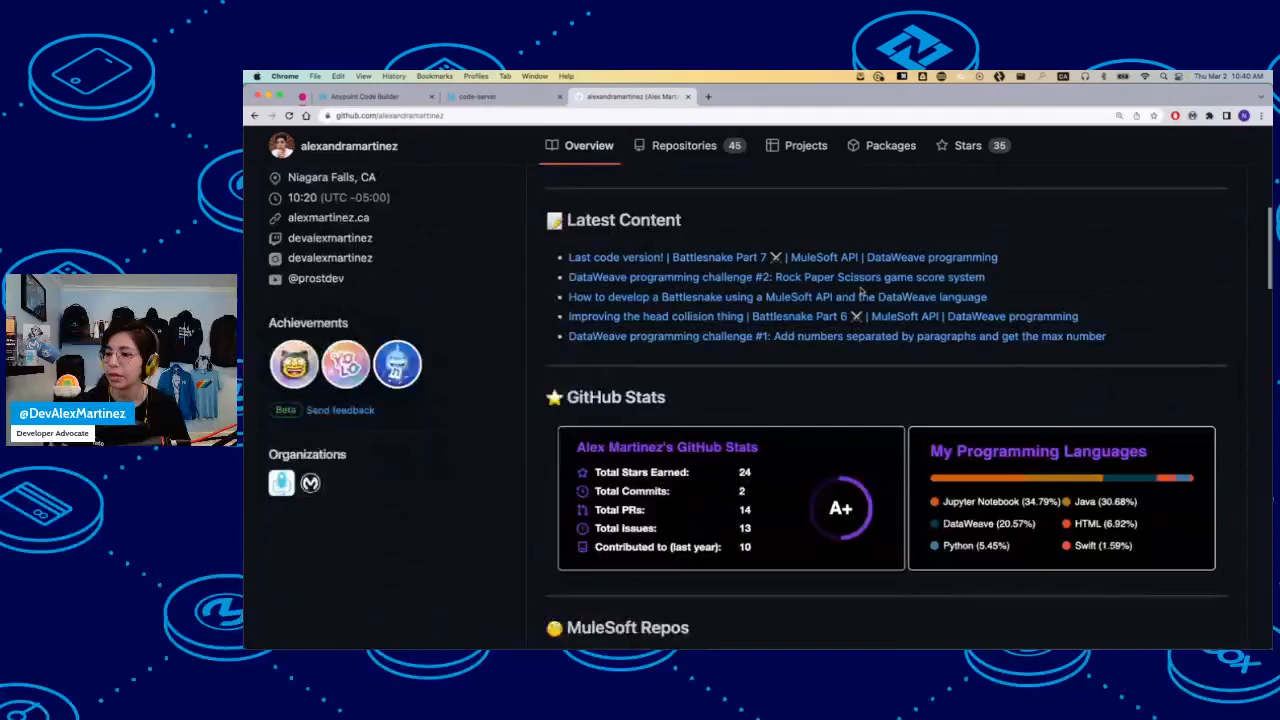 Chrome File Edit View History Bookmarks Profiles Tab Window Help
CA
Thu Mar 2 10:40 AM
Anypoint Code Builder
code-server
alexandramartinez (Alex Mart
github.com/alexandramartinez
N
alexandramartinez
Overview
Repositories 45
Projects
Packages
Stars 35
Niagara Falls, CA
10:20 (UTC -05:00)
alexmartinez.ca
devalexmartinez
devalexmartinez
@prostdev
Achievements
YOLO
Beta Send feedback
Organizations
Latest Content
Last code version! | Battlesnake Part 7 ⚔️ | MuleSoft API | DataWeave programming
DataWeave programming challenge #2: Rock Paper Scissors game score system
How to develop a Battlesnake using a MuleSoft API and the DataWeave language
Improving the head collision thing | Battlesnake Part 6 ⚔️ | MuleSoft API | DataWeave programming
DataWeave programming challenge #1: Add numbers separated by paragraphs and get the max number
GitHub Stats
Alex Martinez's GitHub Stats
Total Stars Earned: 24
Total Commits: 2
Total PRs: 14
Total Issues: 13
Contributed to (last year): 10
A+
My Programming Languages
Jupyter Notebook (34.79%) Java (30.68%)
DataWeave (20.57%) HTML (6.92%)
Python (5.45%) Swift (1.59%)
MuleSoft Repos
@DevAlexMartinez
Developer Advocate